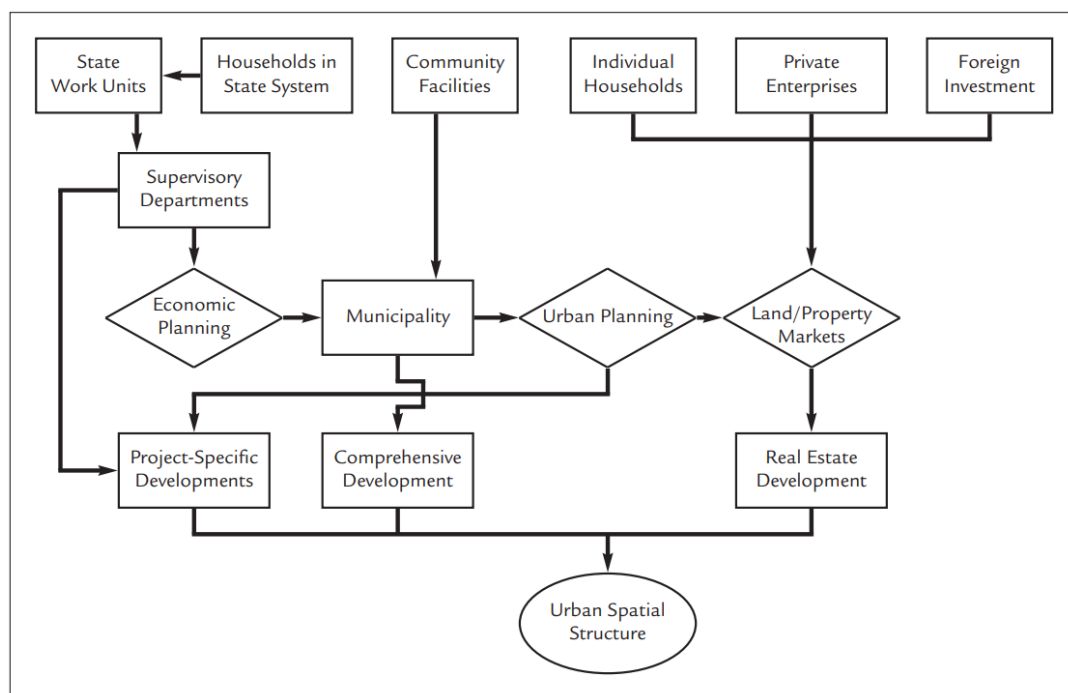 State
Work Units
Households in
State System
Community
Facilities
Individual
Households
Private
Enterprises
Foreign
Investment
Supervisory
Departments
Economic
Planning
Municipality
Urban Planning
Land/Property
Markets
Project-Specific
Developments
Comprehensive
Development
Real Estate
Development
Urban Spatial
Structure